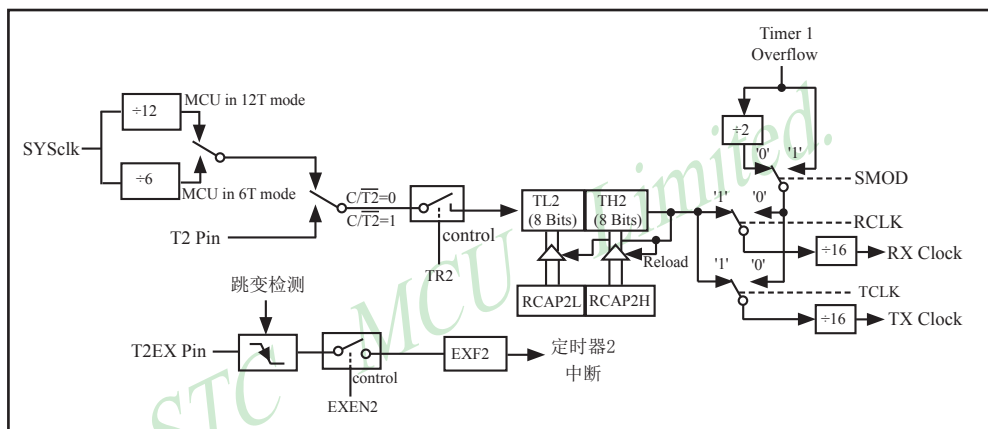 Timer 1
Overflow
÷12
MCU in 12T mode
SYSclk
÷6
MCU in 6T mode
÷2
'0'
'1'
SMOD
C/T2=0
C/T2=1
T2 Pin
control
TR2
TL2
(8 Bits)
TH2
(8 Bits)
Reload
RCAP2L
RCAP2H
'1'
'0'
RCLK
÷16
RX Clock
'1'
'0'
TCLK
÷16
TX Clock
跳变检测
T2EX Pin
control
EXEN2
EXF2
定时器2
中断
STC MCU Limited.